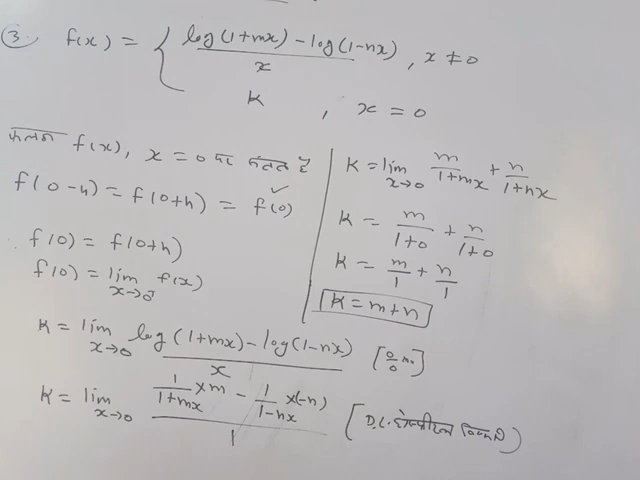 ③ f(x) = { log(1+mx) - log(1-nx) / x , x ≠ 0
K , x = 0
फलन f(x), x = 0 पर संतत है
f(0-h) = f(0+h) = f(0) ✓
f(0) = f(0+h)
f(0) = lim x→0 f(x)
K = lim x→0 log(1+mx) - log(1-nx) / x [0/0
K = lim x→0 1/1+mx × m - 1/1-nx × (-n) / 1 [D.L.
K = lim x→0 m/1+mx + n/1+nx
K = m/1+0 + n/1+0
K = m/1 + n/1
K = m+n